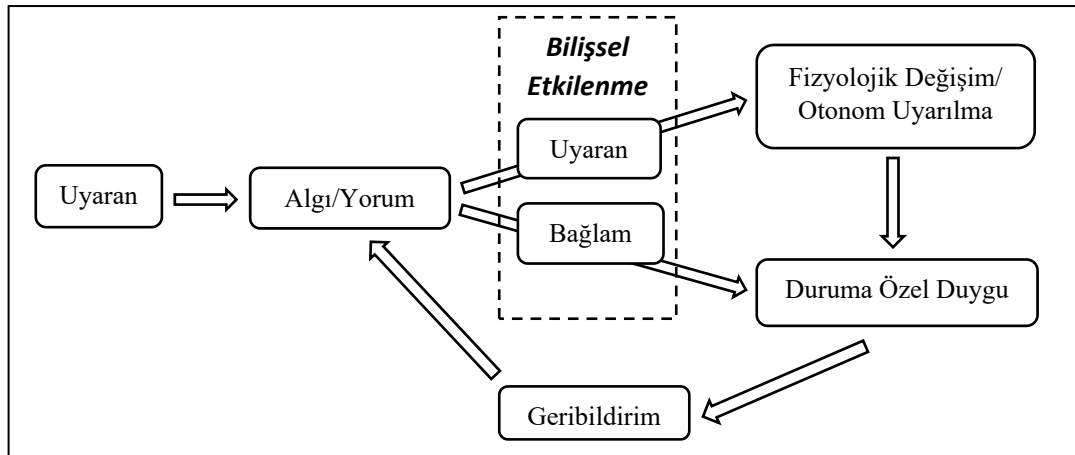 Bilişsel
Etkilenme
Fizyolojik Değişim/
Otonom Uyarılma
Uyaran
Uyaran
Algı/Yorum
Bağlam
Duruma Özel Duygu
Geribildirim